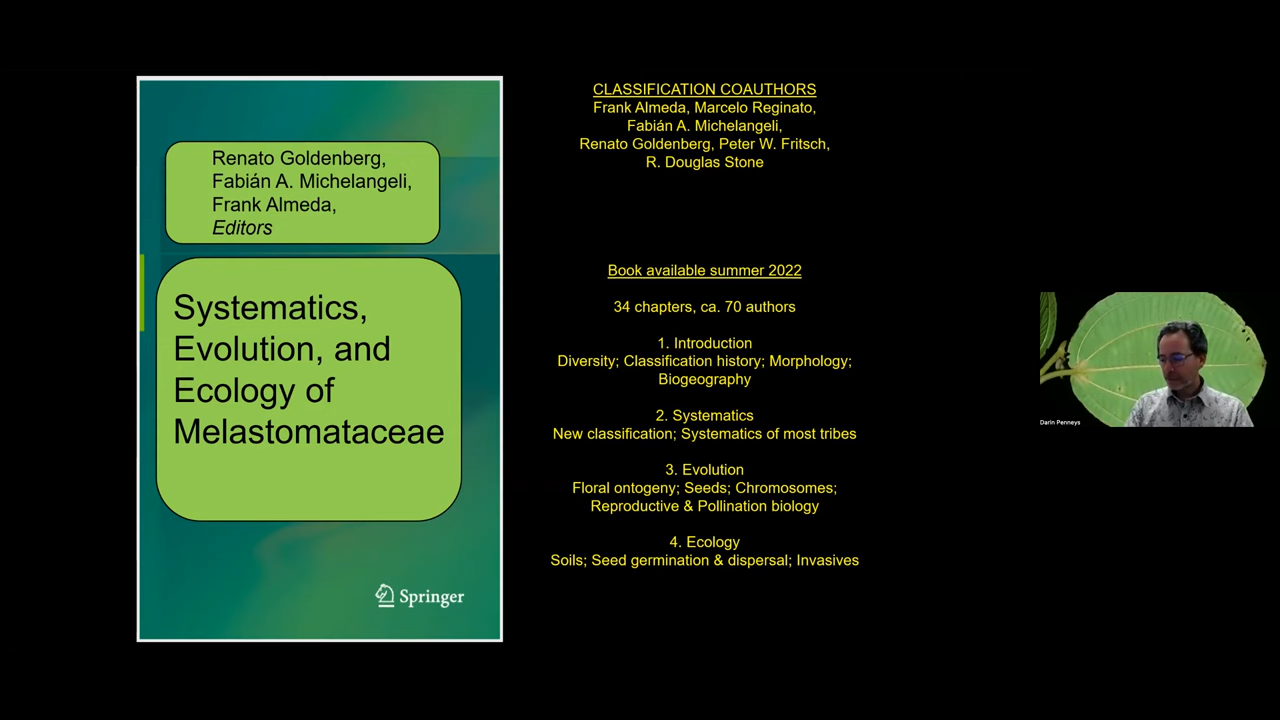 Renato Goldenberg,
Fabián A. Michelangeli,
Frank Almeda,
Editors
Systematics,
Evolution, and
Ecology of
Melastomataceae
Springer
CLASSIFICATION COAUTHORS
Frank Almeda, Marcelo Reginato,
Fabián A. Michelangeli,
Renato Goldenberg, Peter W. Fritsch,
R. Douglas Stone
Book available summer 2022
34 chapters, ca. 70 authors
1. Introduction
Diversity; Classification history; Morphology;
Biogeography
2. Systematics
New classification; Systematics of most tribes
3. Evolution
Floral ontogeny; Seeds; Chromosomes;
Reproductive & Pollination biology
4. Ecology
Soils; Seed germination & dispersal; Invasives
Darin Penneys